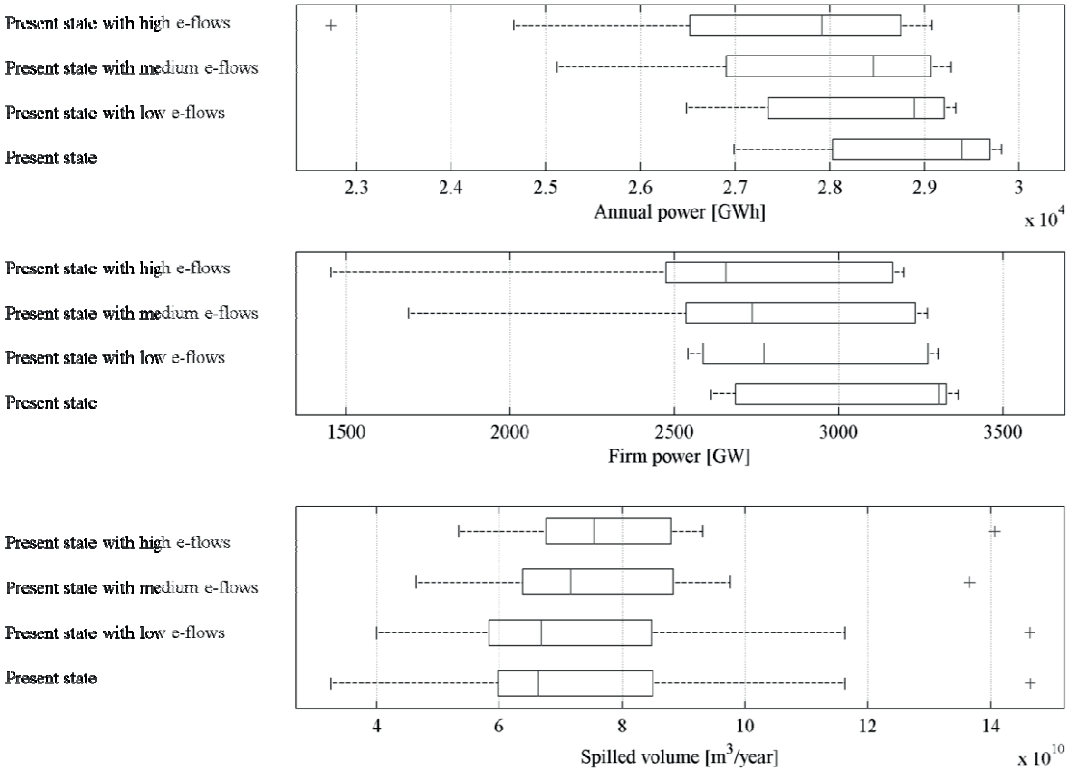 Present state with high e-flows
Present state with medium e-flows
Present state with low e-flows
Present state
2.3 2.4 2.5 2.6 2.7 2.8 2.9 3
Annual power [GWh]
x 10^4
Present state with high e-flows
Present state with medium e-flows
Present state with low e-flows
Present state
1500 2000 2500 3000 3500
Firm power [GW]
Present state with high e-flows
Present state with medium e-flows
Present state with low e-flows
Present state
4 6 8 10 12 14
Spilled volume [m³/year]
x 10^10